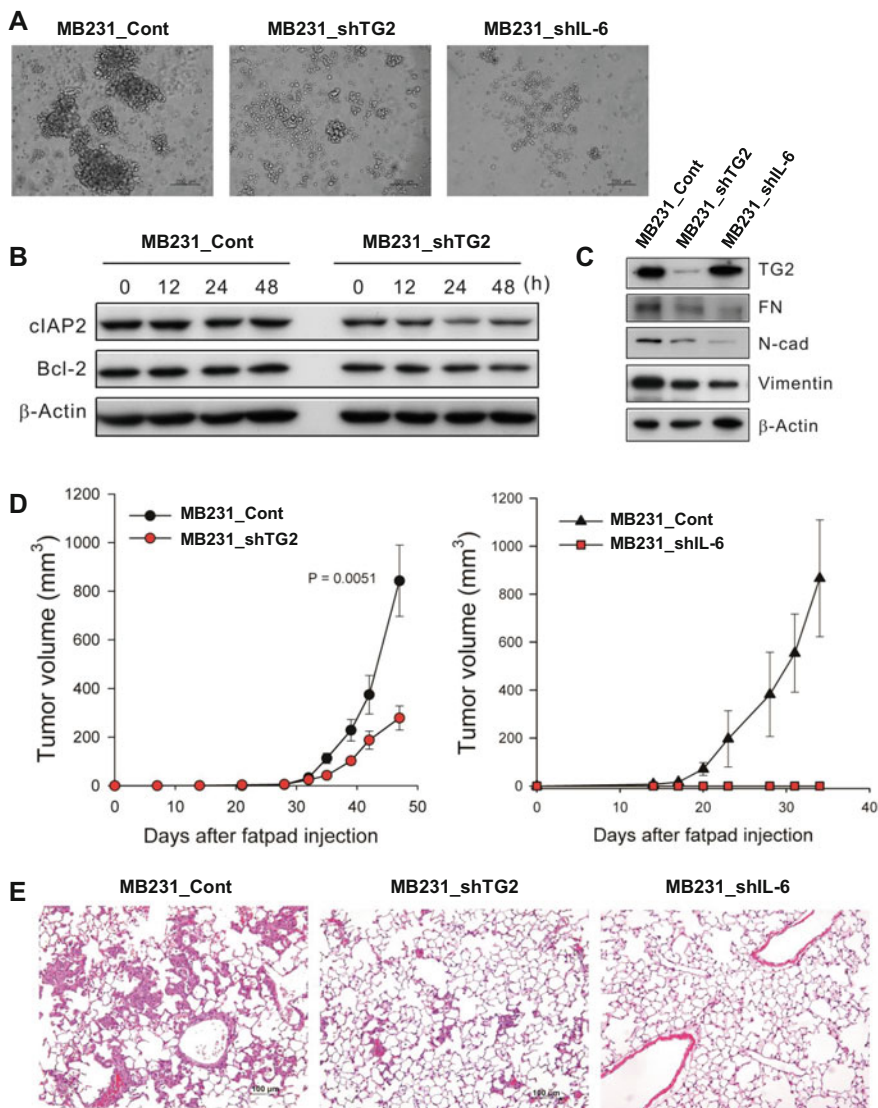 A
MB231_Cont MB231_shTG2 MB231_shIL-6
B
MB231_Cont MB231_shTG2
0 12 24 48 0 12 24 48 (h)
cIAP2
Bcl-2
β-Actin
C
MB231_Cont
MB231_shTG2
MB231_shIL-6
TG2
FN
N-cad
Vimentin
β-Actin
D
1200
1000
800
600
400
200
0
Tumor volume (mm³)
MB231_Cont
MB231_shTG2
P = 0.0051
0 10 20 30 40 50
Days after fatpad injection
1200
1000
800
600
400
200
0
Tumor volume (mm³)
MB231_Cont
MB231_shIL-6
0 10 20 30 40
Days after fatpad injection
E
MB231_Cont MB231_shTG2 MB231_shIL-6
100 μm 100 μm